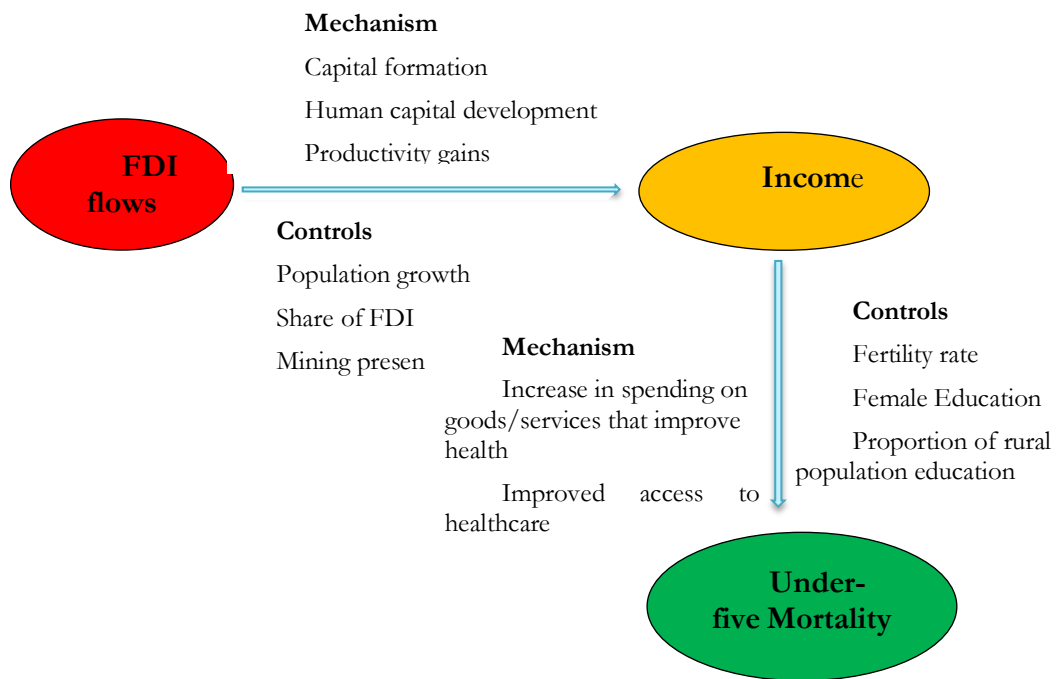 Mechanism
Capital formation
Human capital development
Productivity gains
FDI
flows
Income
Controls
Population growth
Share of FDI
Mining presen
Mechanism
Increase in spending on
goods/services that improve
health
Improved access to
healthcare
Controls
Fertility rate
Female Education
Proportion of rural
population education
Under-
five Mortality